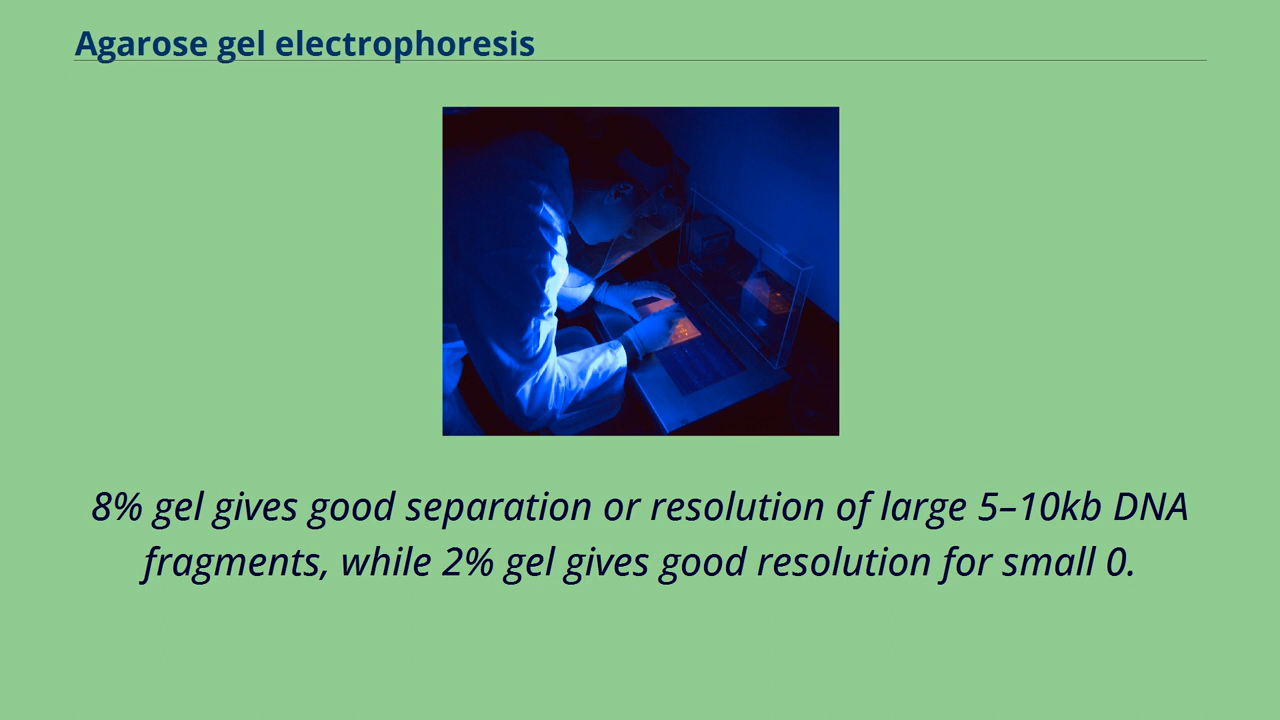 Agarose gel electrophoresis
8% gel gives good separation or resolution of large 5–10kb DNA
fragments, while 2% gel gives good resolution for small 0.